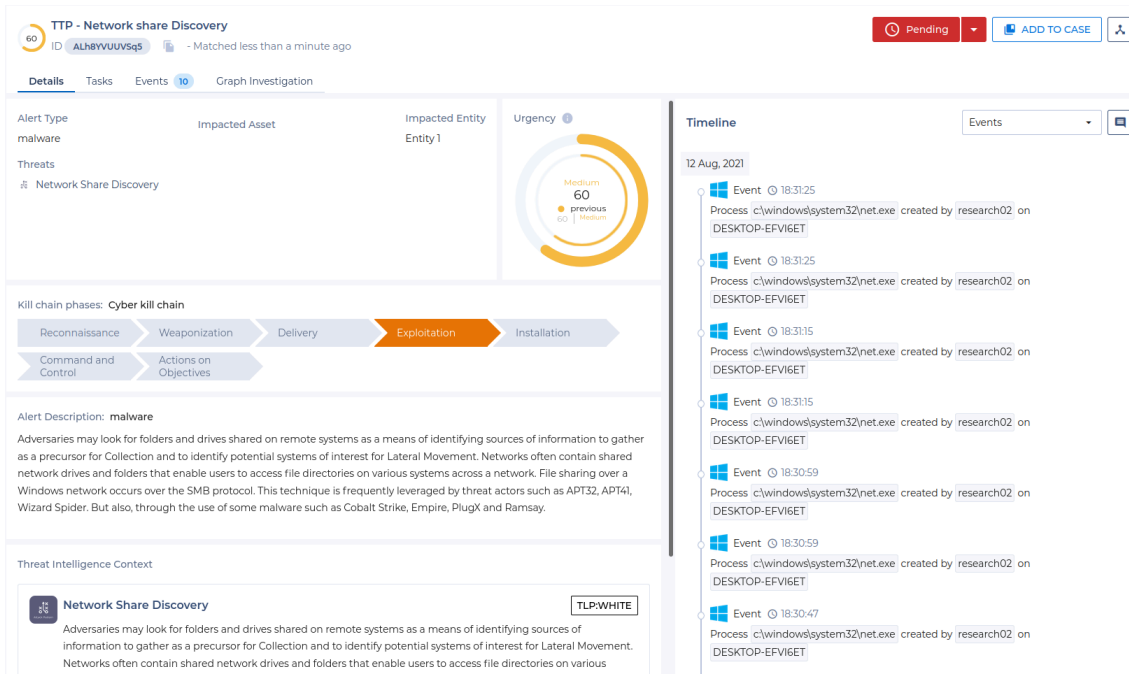 60
TTP - Network share Discovery
ID ALh8YVUUVSq5 - Matched less than a minute ago
Pending
ADD TO CASE
Details Tasks Events 10 Graph Investigation
Alert Type
malware
Impacted Asset
Impacted Entity
Entity 1
Threats
Network Share Discovery
Urgency
Medium
60
previous
60 | Medium
Kill chain phases: Cyber kill chain
Reconnaissance Weaponization Delivery Exploitation Installation
Command and Control
Actions on Objectives
Alert Description: malware
Adversaries may look for folders and drives shared on remote systems as a means of identifying sources of information to gather
as a precursor for Collection and to identify potential systems of interest for Lateral Movement. Networks often contain shared
network drives and folders that enable users to access file directories on various systems across a network. File sharing over a
Windows network occurs over the SMB protocol. This technique is frequently leveraged by threat actors such as APT32, APT41,
Wizard Spider. But also, through the use of some malware such as Cobalt Strike, Empire, PlugX and Ramsay.
Threat Intelligence Context
Network Share Discovery
TLP:WHITE
Adversaries may look for folders and drives shared on remote systems as a means of identifying sources of
information to gather as a precursor for Collection and to identify potential systems of interest for Lateral Movement.
Networks often contain shared network drives and folders that enable users to access file directories on various
Timeline
Events
12 Aug, 2021
Event 18:31:25
Process c:\windows\system32\net.exe created by research02 on
DESKTOP-EFVI6ET
Event 18:31:25
Process c:\windows\system32\net.exe created by research02 on
DESKTOP-EFVI6ET
Event 18:31:15
Process c:\windows\system32\net.exe created by research02 on
DESKTOP-EFVI6ET
Event 18:31:15
Process c:\windows\system32\net.exe created by research02 on
DESKTOP-EFVI6ET
Event 18:30:59
Process c:\windows\system32\net.exe created by research02 on
DESKTOP-EFVI6ET
Event 18:30:59
Process c:\windows\system32\net.exe created by research02 on
DESKTOP-EFVI6ET
Event 18:30:47
Process c:\windows\system32\net.exe created by research02 on
DESKTOP-EFVI6ET